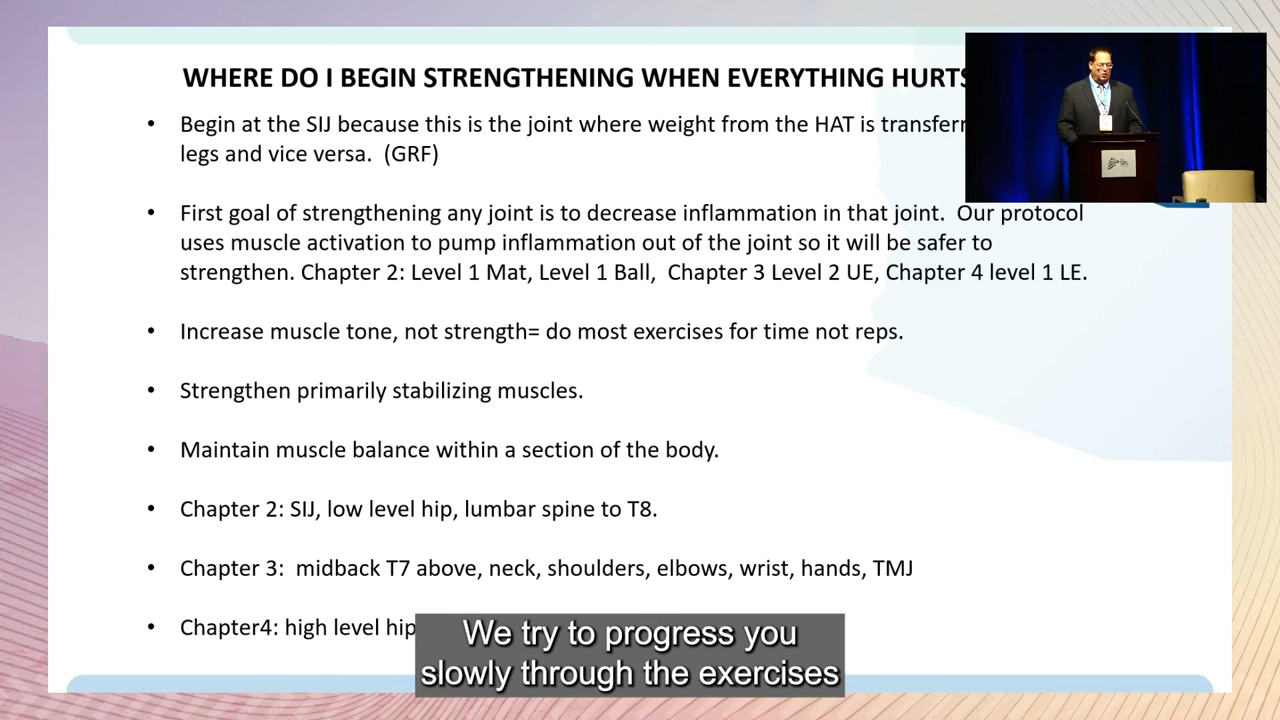 WHERE DO I BEGIN STRENGTHENING WHEN EVERYTHING HURTS
• Begin at the SIJ because this is the joint where weight from the HAT is transferr
legs and vice versa. (GRF)
• First goal of strengthening any joint is to decrease inflammation in that joint. Our protocol
uses muscle activation to pump inflammation out of the joint so it will be safer to
strengthen. Chapter 2: Level 1 Mat, Level 1 Ball, Chapter 3 Level 2 UE, Chapter 4 level 1 LE.
• Increase muscle tone, not strength= do most exercises for time not reps.
• Strengthen primarily stabilizing muscles.
• Maintain muscle balance within a section of the body.
• Chapter 2: SIJ, low level hip, lumbar spine to T8.
• Chapter 3: midback T7 above, neck, shoulders, elbows, wrist, hands, TMJ
• Chapter4: high level hip
We try to progress you
slowly through the exercises